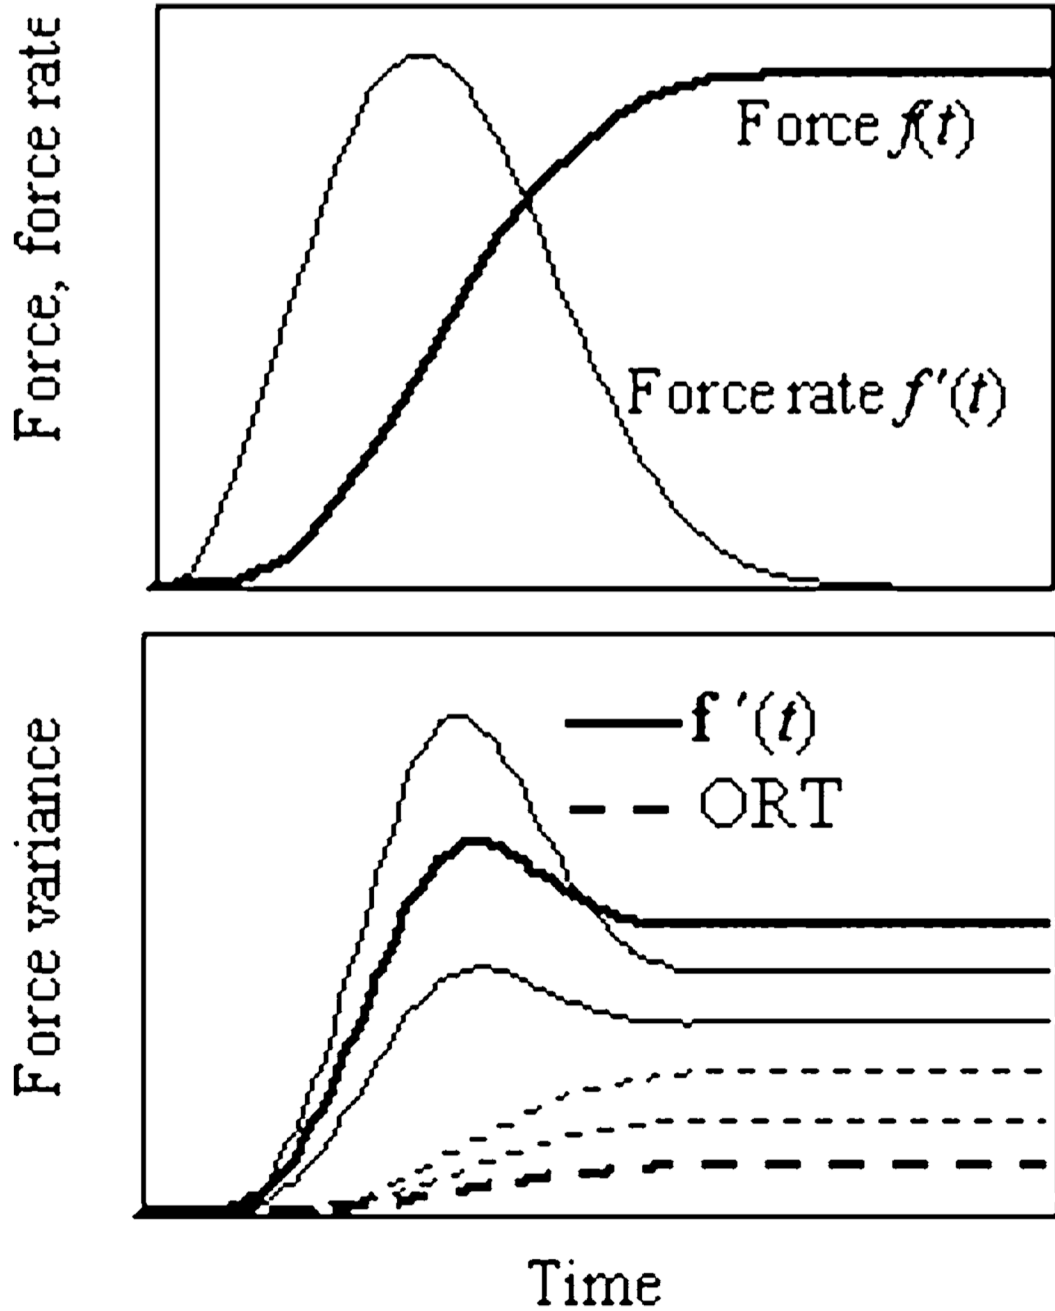 Force, force rate
Force f(t)
Force rate f'(t)
Force variance
f'(t)
ORT
Time